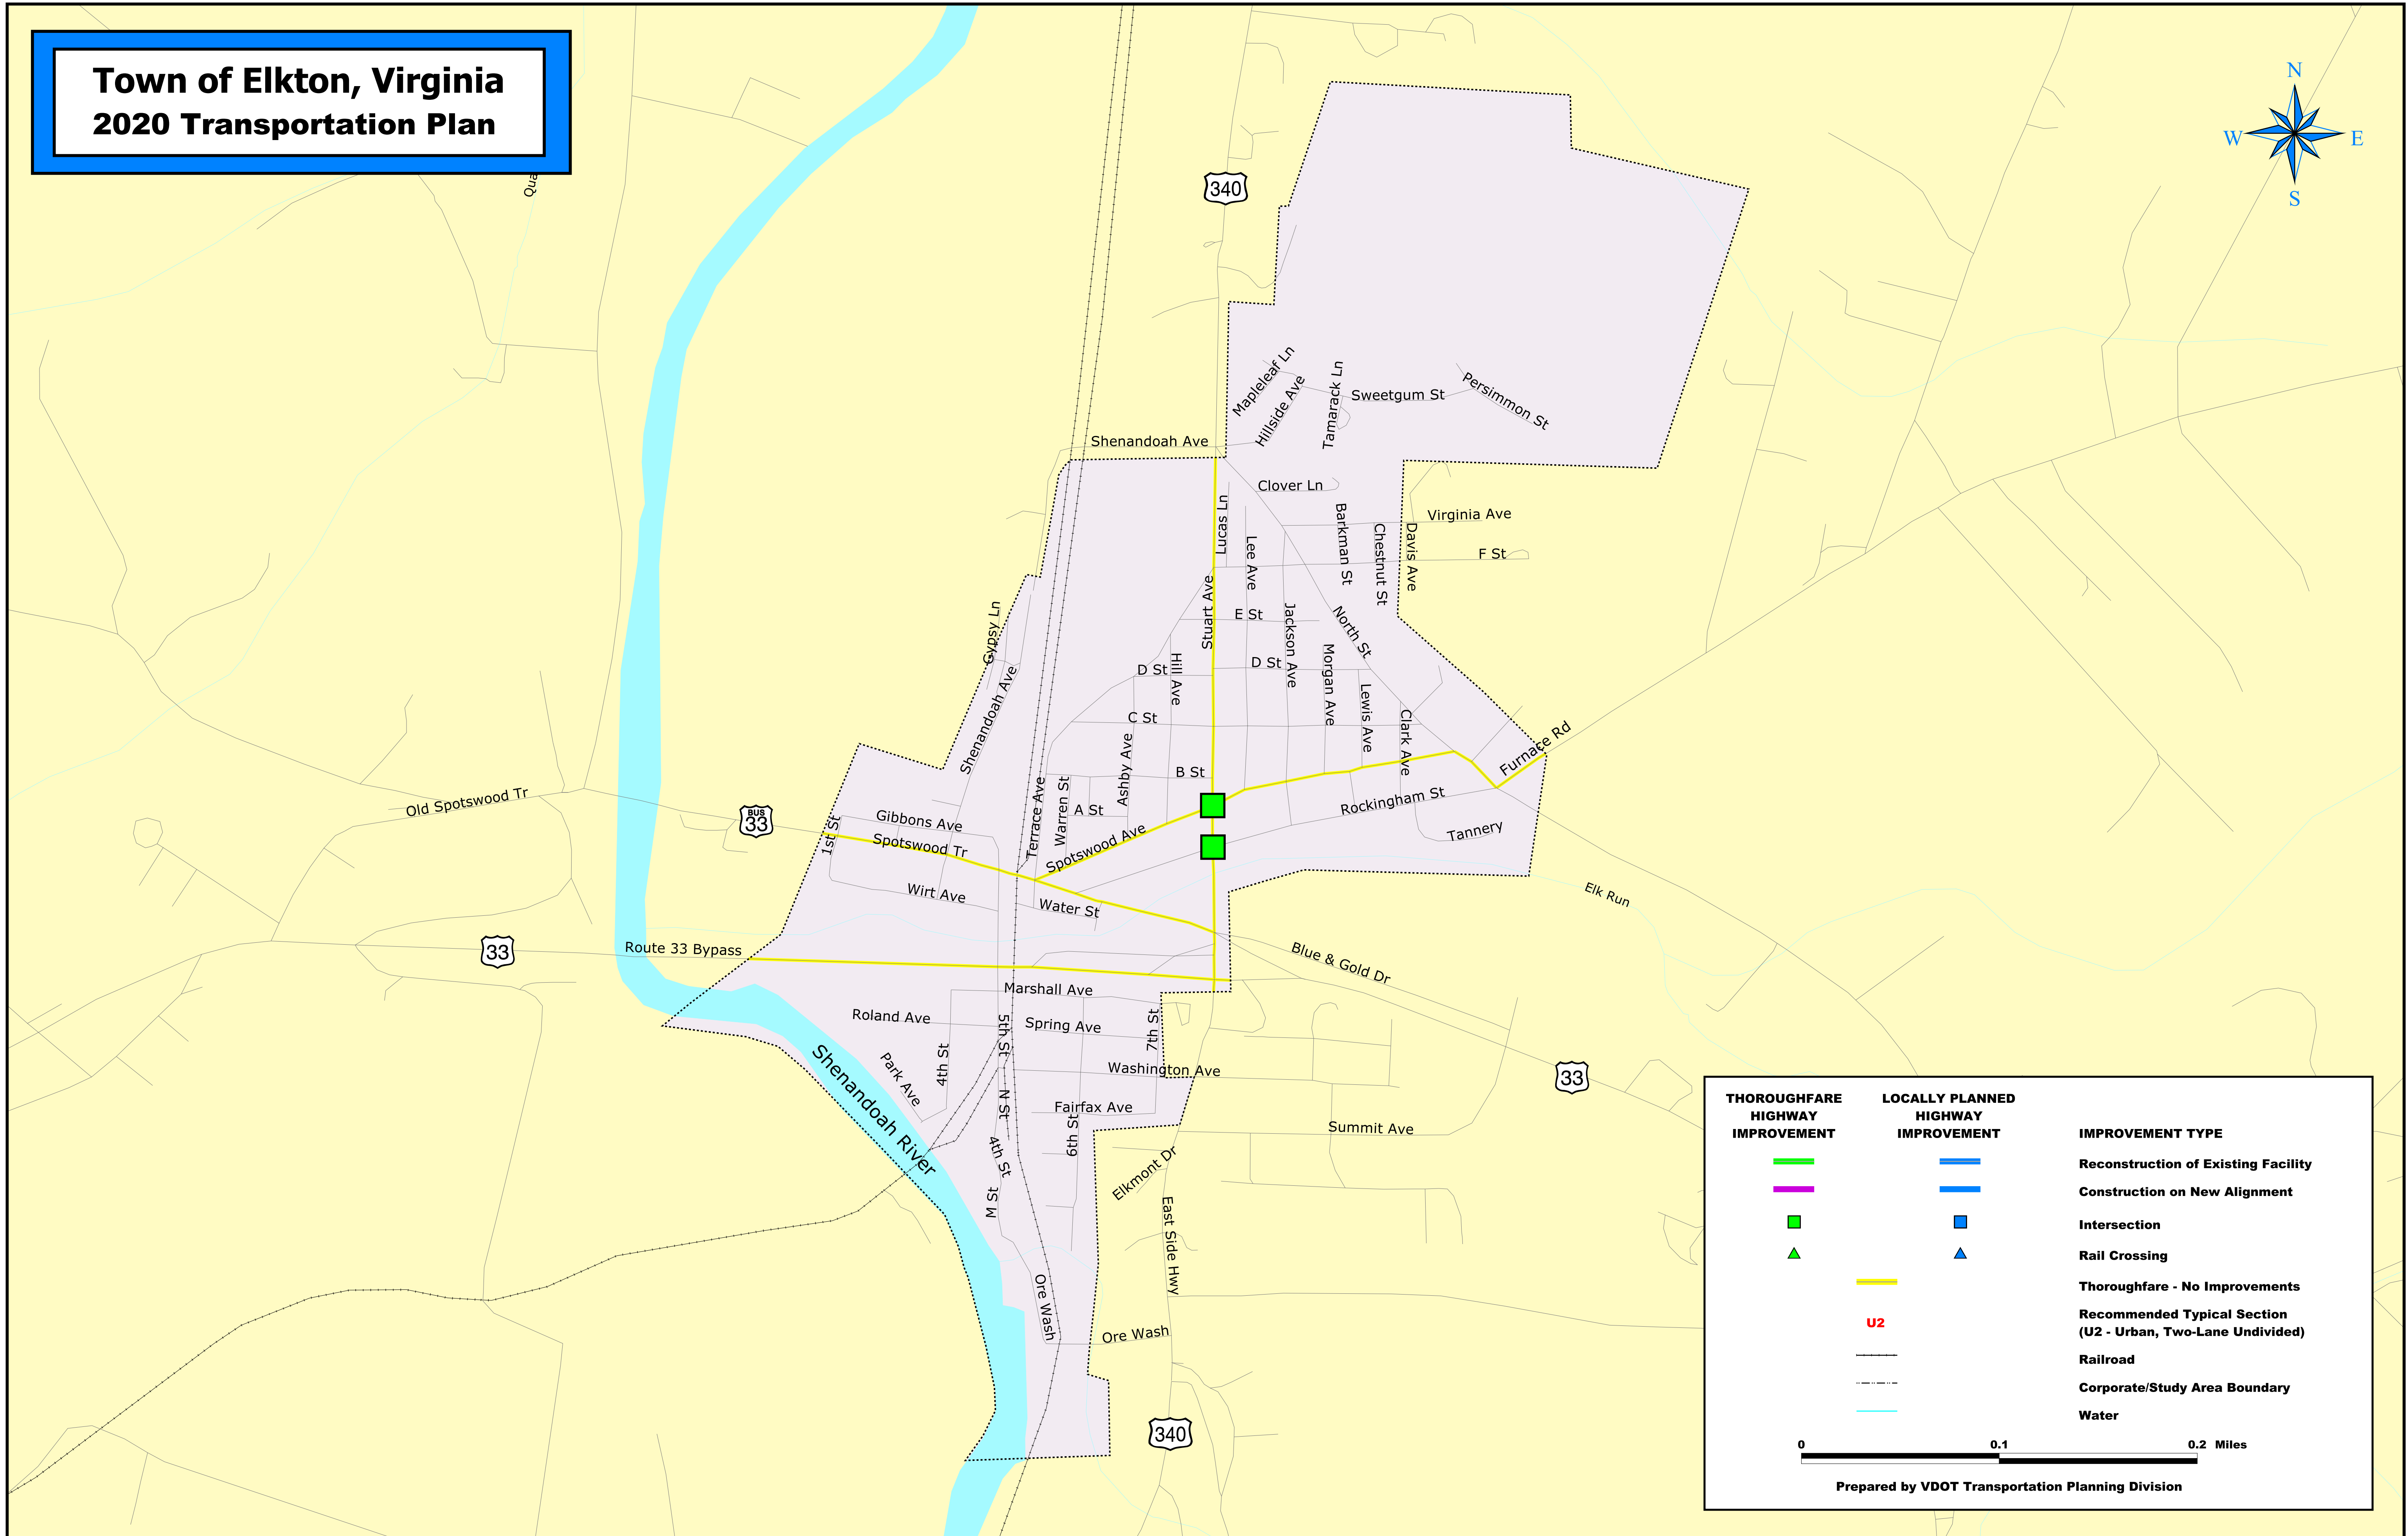 Town of Elkton, Virginia
2020 Transportation Plan
N
W
E
S
340
Mapleleaf Ln
Hillside Ave
Tamarack Ln
Sweetgum St
Persimmon St
Shenandoah Ave
Clover Ln
Lucas Ln
Lee Ave
Barkman St
Chestnut St
Davis Ave
Virginia Ave
F St
Stuart Ave
E St
Jackson Ave
North St
Gypsy Ln
Shenandoah Ave
D St
Hill Ave
D St
Morgan Ave
Lewis Ave
C St
Clark Ave
Furnace Rd
Ashby Ave
B St
Old Spotswood Tr
BUS
33
1st St
Gibbons Ave
Spotswood Tr
Terrace Ave
Warren St
A St
Spotswood Ave
Rockingham St
Tannery
Wirt Ave
Water St
Elk Run
33
Route 33 Bypass
Blue & Gold Dr
Marshall Ave
Roland Ave
5th St
Spring Ave
7th St
Shenandoah River
Park Ave
4th St
Washington Ave
33
N St
Fairfax Ave
6th St
Summit Ave
4th St
Elkmont Dr
M St
East Side Hwy
Ore Wash
Ore Wash
340
THOROUGHFARE
HIGHWAY
IMPROVEMENT
LOCALLY PLANNED
HIGHWAY
IMPROVEMENT
IMPROVEMENT TYPE
Reconstruction of Existing Facility
Construction on New Alignment
Intersection
Rail Crossing
Thoroughfare - No Improvements
U2
Recommended Typical Section
(U2 - Urban, Two-Lane Undivided)
Railroad
Corporate/Study Area Boundary
Water
0 0.1 0.2 Miles
Prepared by VDOT Transportation Planning Division